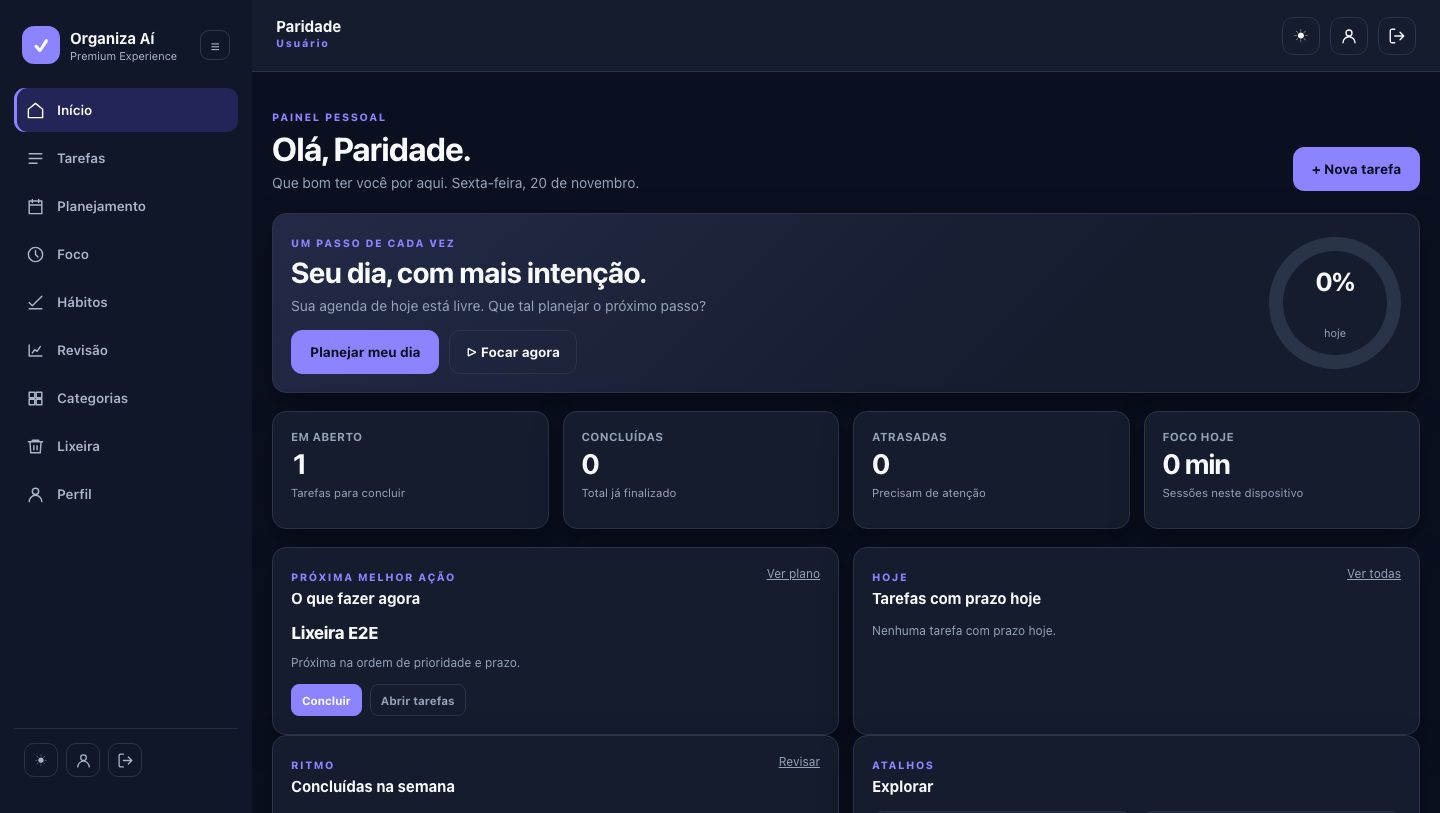 Organiza Aí
Premium Experience
Início
Tarefas
Planejamento
Foco
Hábitos
Revisão
Categorias
Lixeira
Perfil
Paridade
Usuário
PAINEL PESSOAL
Olá, Paridade.
Que bom ter você por aqui. Sexta-feira, 20 de novembro.
+ Nova tarefa
UM PASSO DE CADA VEZ
Seu dia, com mais intenção.
Sua agenda de hoje está livre. Que tal planejar o próximo passo?
Planejar meu dia
Focar agora
0%
hoje
EM ABERTO
1
Tarefas para concluir
CONCLUÍDAS
0
Total já finalizado
ATRASADAS
0
Precisam de atenção
FOCO HOJE
0 min
Sessões neste dispositivo
PRÓXIMA MELHOR AÇÃO
Ver plano
O que fazer agora
Lixeira E2E
Próxima na ordem de prioridade e prazo.
Concluir
Abrir tarefas
HOJE
Ver todas
Tarefas com prazo hoje
Nenhuma tarefa com prazo hoje.
RITMO
Revisar
Concluídas na semana
ATALHOS
Explorar